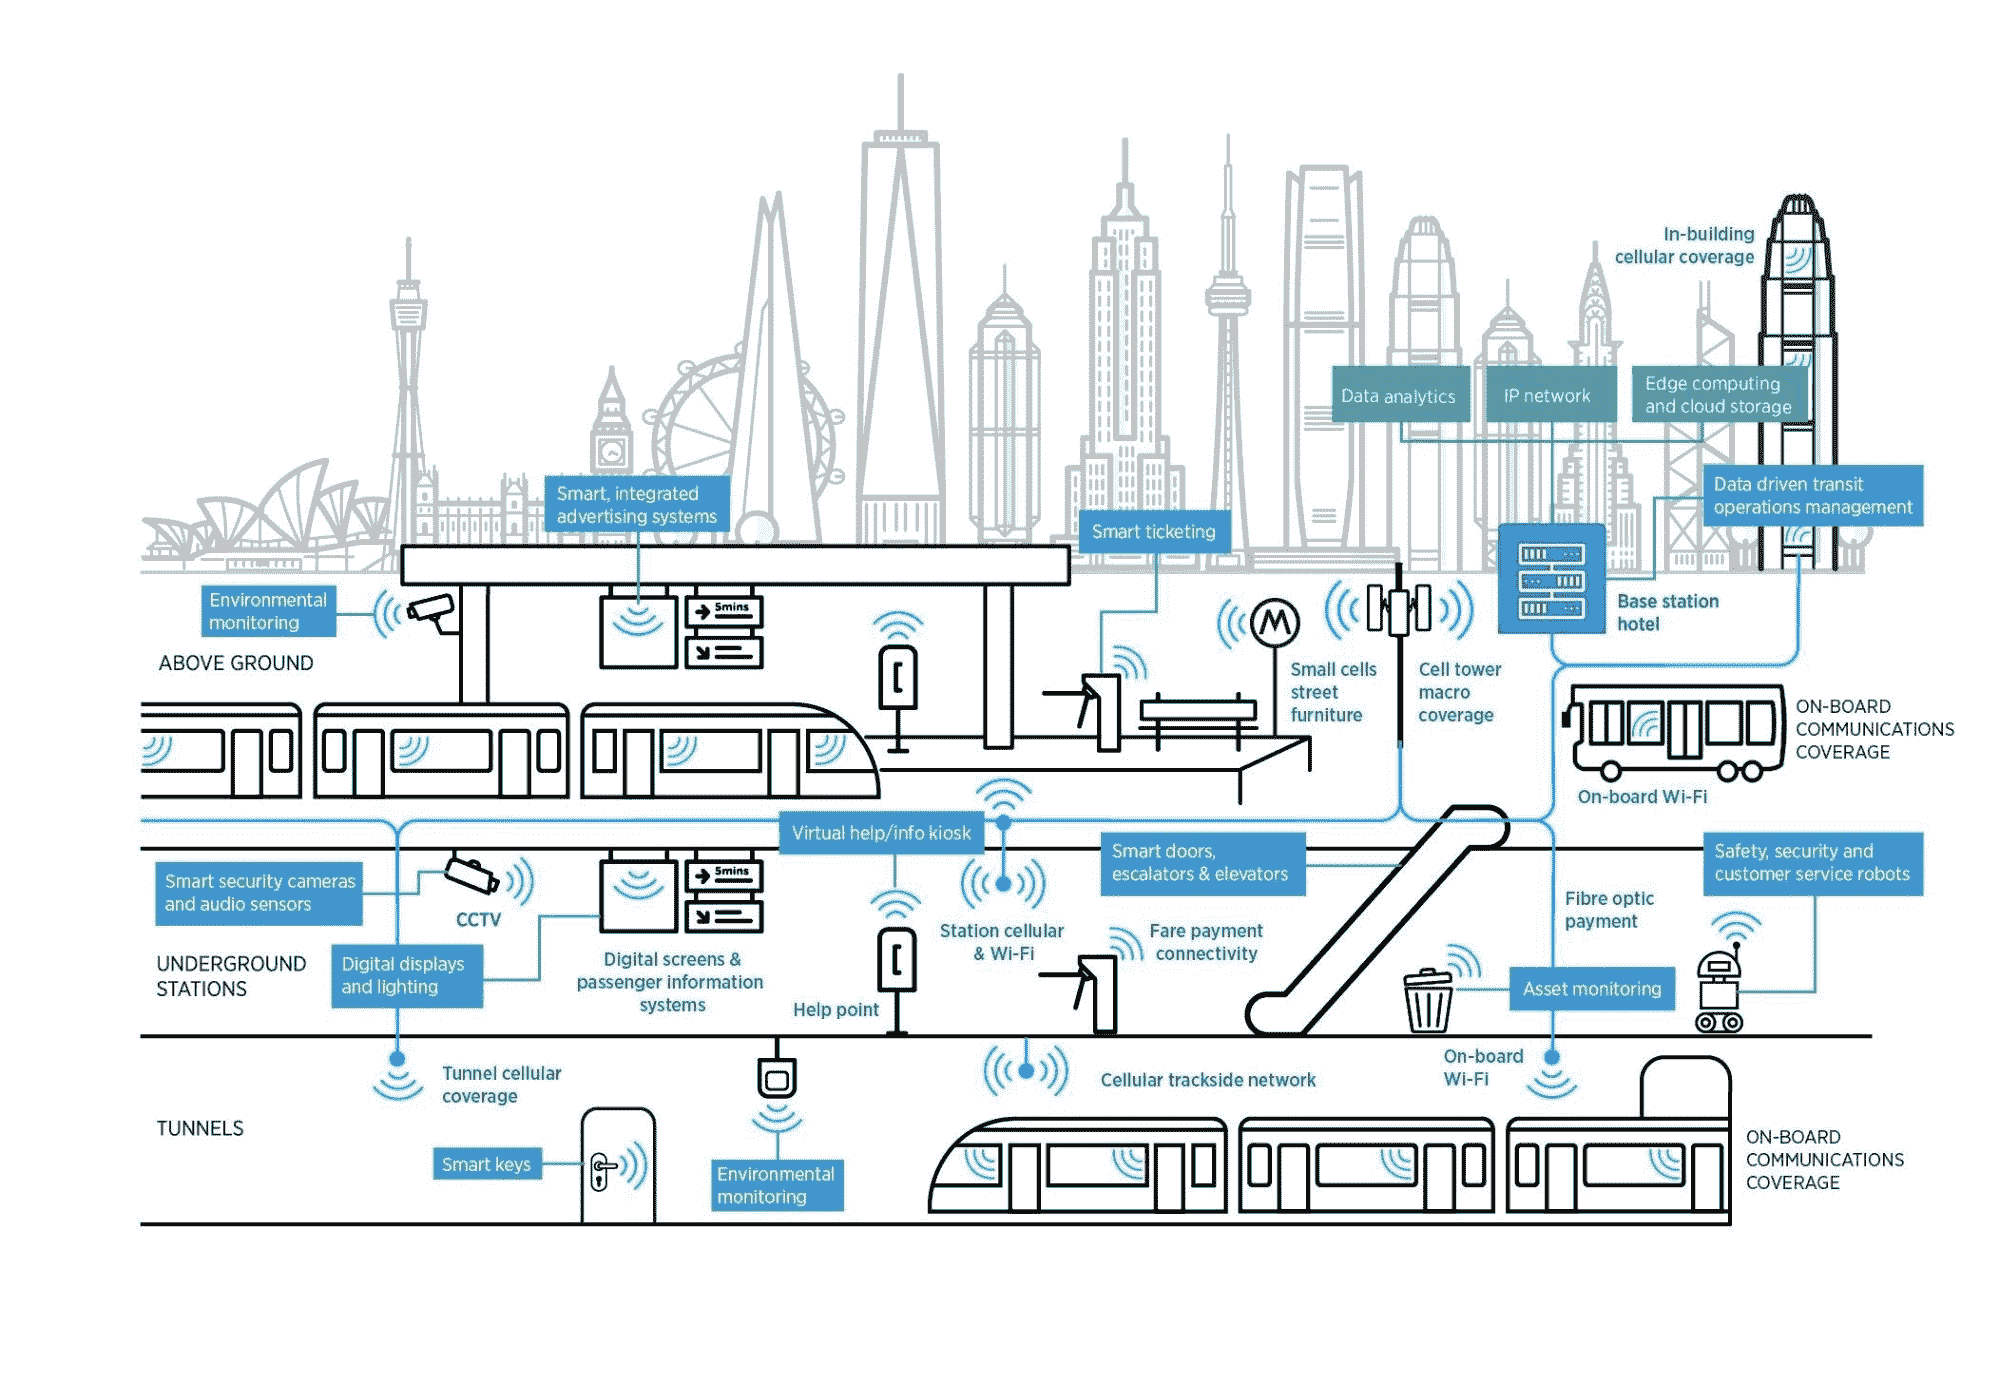 In-building
cellular coverage
Data analytics
IP network
Edge computing
and cloud storage
Smart, integrated
advertising systems
Data driven transit
operations management
Smart ticketing
Environmental
monitoring
5mins
Base station
hotel
ABOVE GROUND
M
Small cells
street
furniture
Cell tower
macro
coverage
ON-BOARD
COMMUNICATIONS
COVERAGE
On-board Wi-Fi
Virtual help/info kiosk
Smart doors,
escalators & elevators
Safety, security and
customer service robots
Smart security cameras
and audio sensors
5mins
CCTV
Fibre optic
payment
Station cellular
& Wi-Fi
Fare payment
connectivity
UNDERGROUND
STATIONS
Digital displays
and lighting
Digital screens &
passenger information
systems
Help point
Asset monitoring
Tunnel cellular
coverage
Cellular trackside network
On-board
Wi-Fi
TUNNELS
Smart keys
Environmental
monitoring
ON-BOARD
COMMUNICATIONS
COVERAGE